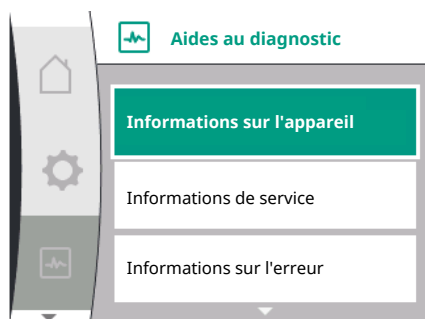 Aides au diagnostic
Informations sur l'appareil
Informations de service
Informations sur l'erreur